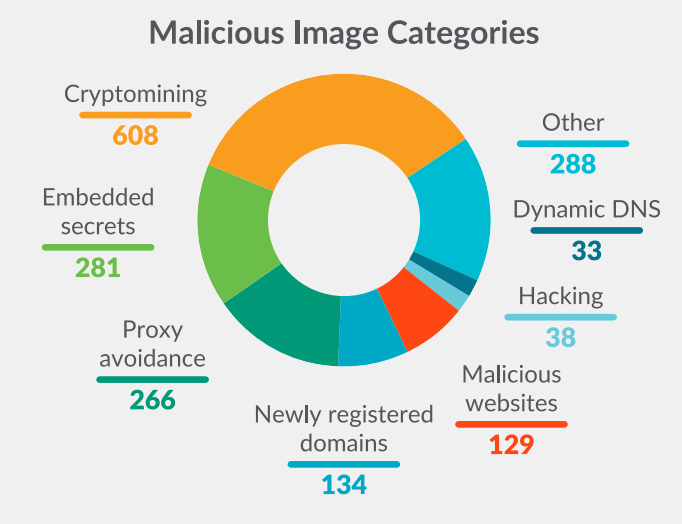 Malicious Image Categories
Cryptomining
608
Other
288
Embedded
secrets
281
Dynamic DNS
33
Hacking
38
Proxy
avoidance
266
Malicious
websites
129
Newly registered
domains
134